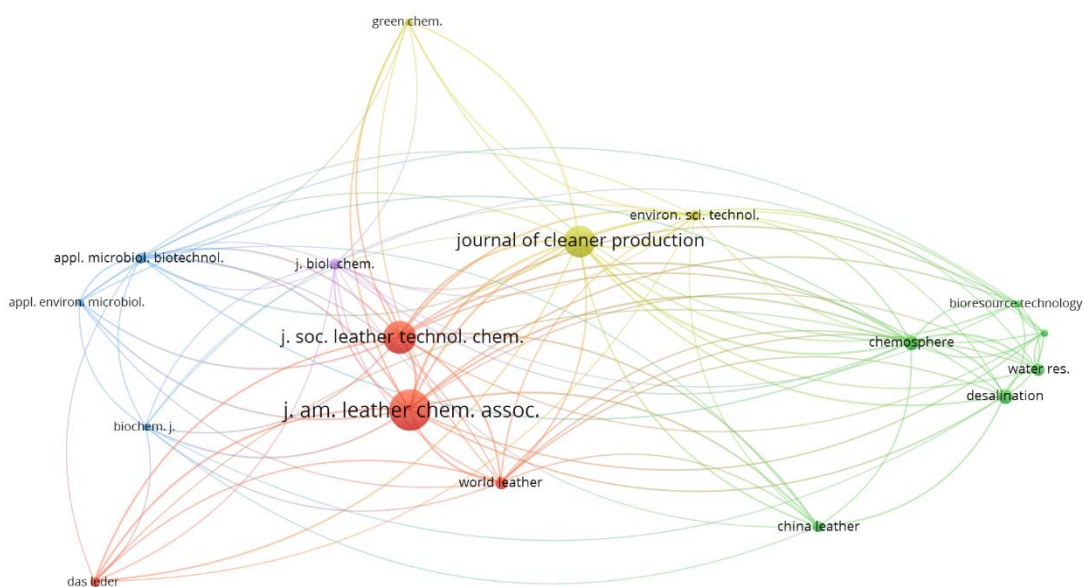 green chem.
environ. sci. technol.
journal of cleaner production
appl. microbiol. biotechnol.
j. biol. chem.
appl. environ. microbiol.
bioresource technology
j. soc. leather technol. chem.
chemosphere
water res.
desalination
j. am. leather chem. assoc.
biochem. j.
world leather
china leather
das leder